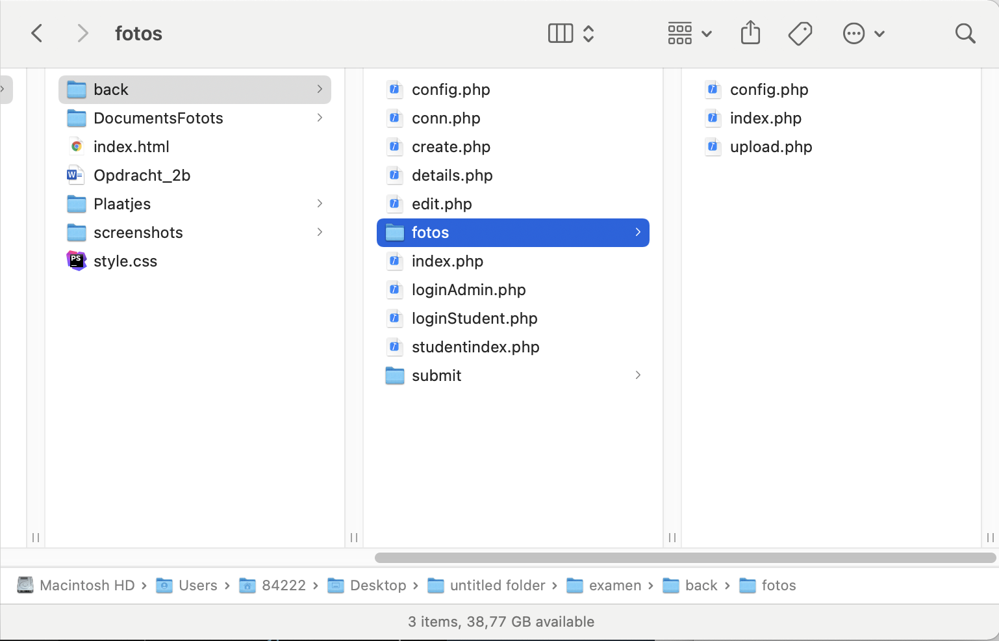 fotos
back
DocumentsFotots
index.html
Opdracht_2b
Plaatjes
screenshots
style.css
config.php
conn.php
create.php
details.php
edit.php
fotos
index.php
loginAdmin.php
loginStudent.php
studentindex.php
submit
config.php
index.php
upload.php
Macintosh HD › Users › 84222 › Desktop › untitled folder › examen › back › fotos
3 items, 38,77 GB available